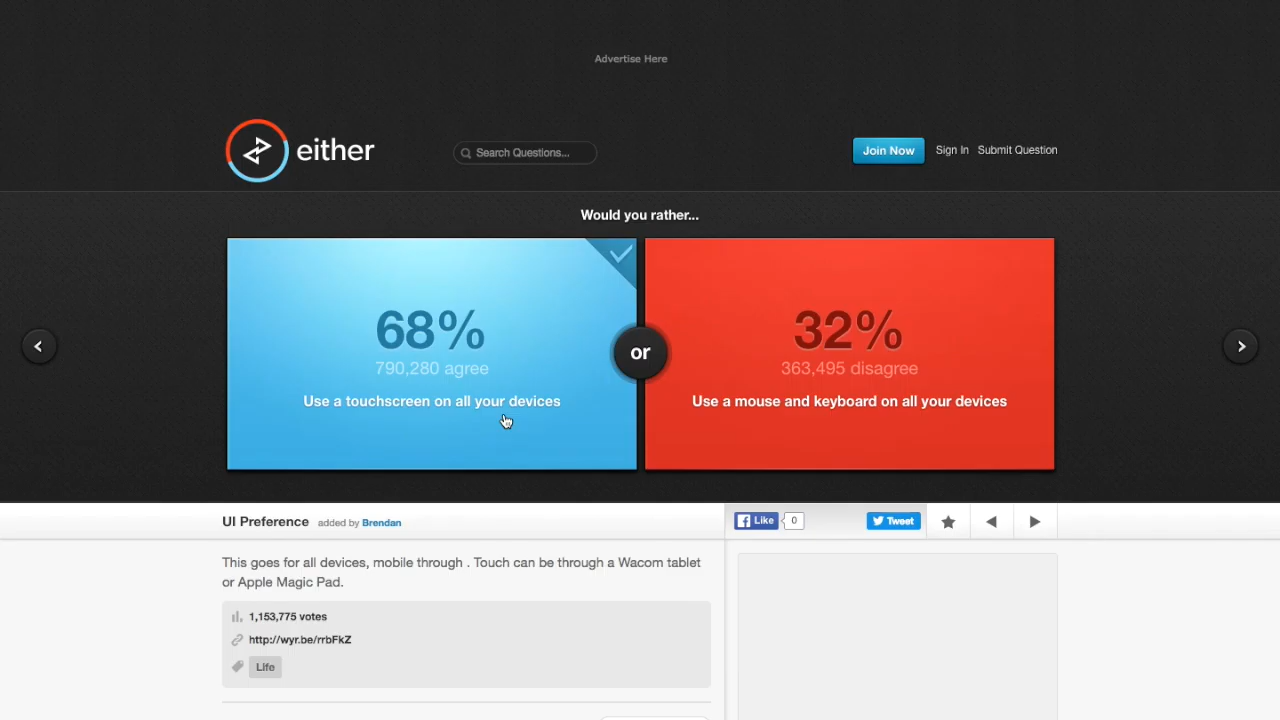 Advertise Here
either
Search Questions...
Join Now
Sign In
Submit Question
Would you rather...
68%
790,280 agree
Use a touchscreen on all your devices
or
32%
363,495 disagree
Use a mouse and keyboard on all your devices
UI Preference added by Brendan
Like 0
Tweet
This goes for all devices, mobile through . Touch can be through a Wacom tablet
or Apple Magic Pad.
1,153,775 votes
http://wyr.be/rrbFkZ
Life